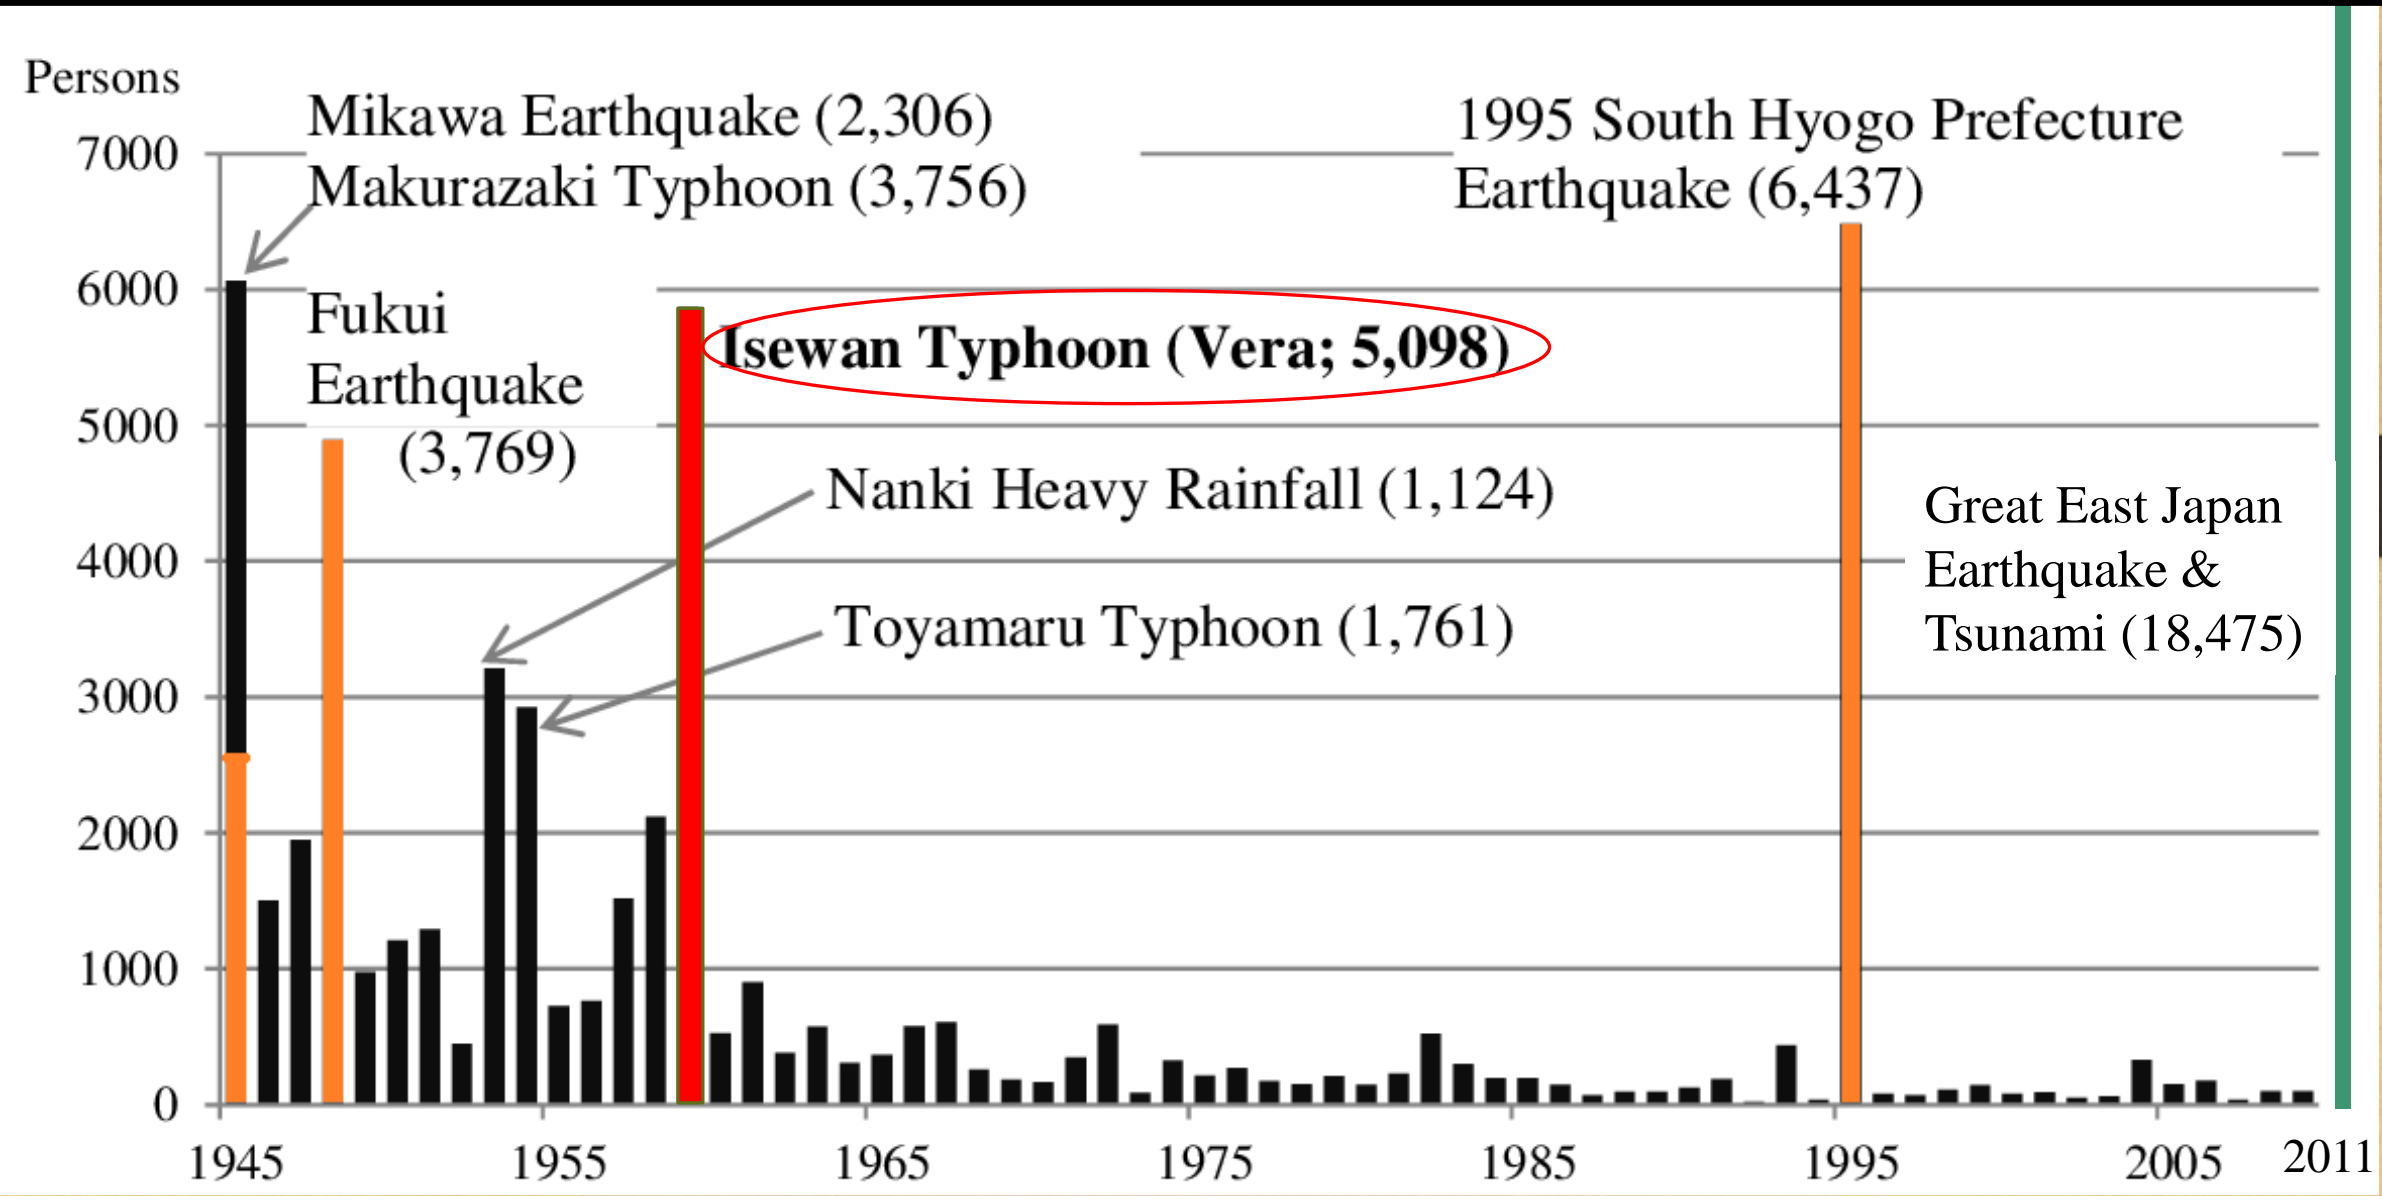 Persons
Mikawa Earthquake (2,306)
Makurazaki Typhoon (3,756)
1995 South Hyogo Prefecture
Earthquake (6,437)
Fukui
Earthquake
(3,769)
Isewan Typhoon (Vera; 5,098)
Nanki Heavy Rainfall (1,124)
Toyamaru Typhoon (1,761)
Great East Japan
Earthquake &
Tsunami (18,475)
7000
6000
5000
4000
3000
2000
1000
0
1945 1955 1965 1975 1985 1995 2005 2011